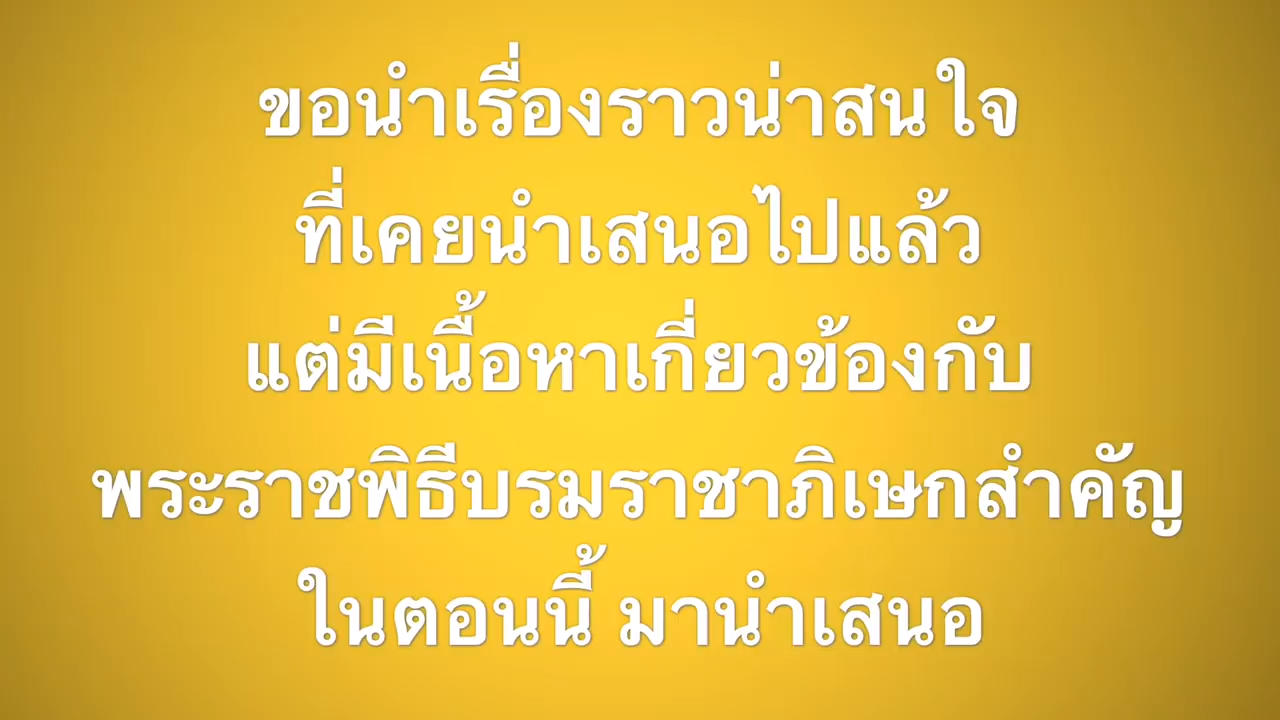 ขอนำเรื่องราวน่าสนใจ
ที่เคยนำเสนอไปแล้ว
แต่มีเนื้อหาเกี่ยวข้องกับ
พระราชพิธีบรมราชาภิเษกสำคัญ
ในตอนนี้ มานำเสนอ